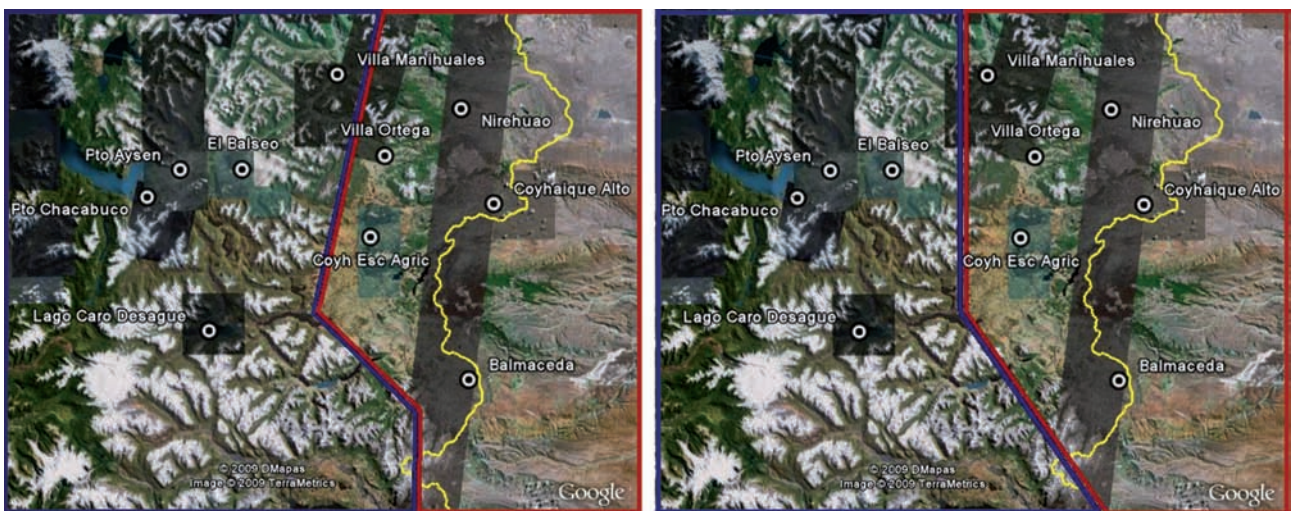 Villa Manihuales
Nirehuao
Villa Ortega
El Balseo
Pto Aysen
Coyhaique Alto
Pto Chacabuco
Coyh Esc Agric
Lago Caro Desague
Balmaceda
© 2009 DMapas
Image © 2009 TerraMetrics
Google
Villa Manihuales
Nirehuao
Villa Ortega
El Balseo
Pto Aysen
Coyhaique Alto
Pto Chacabuco
Coyh Esc Agric
Lago Caro Desague
Balmaceda
© 2009 DMapas
Image © 2009 TerraMetrics
Google